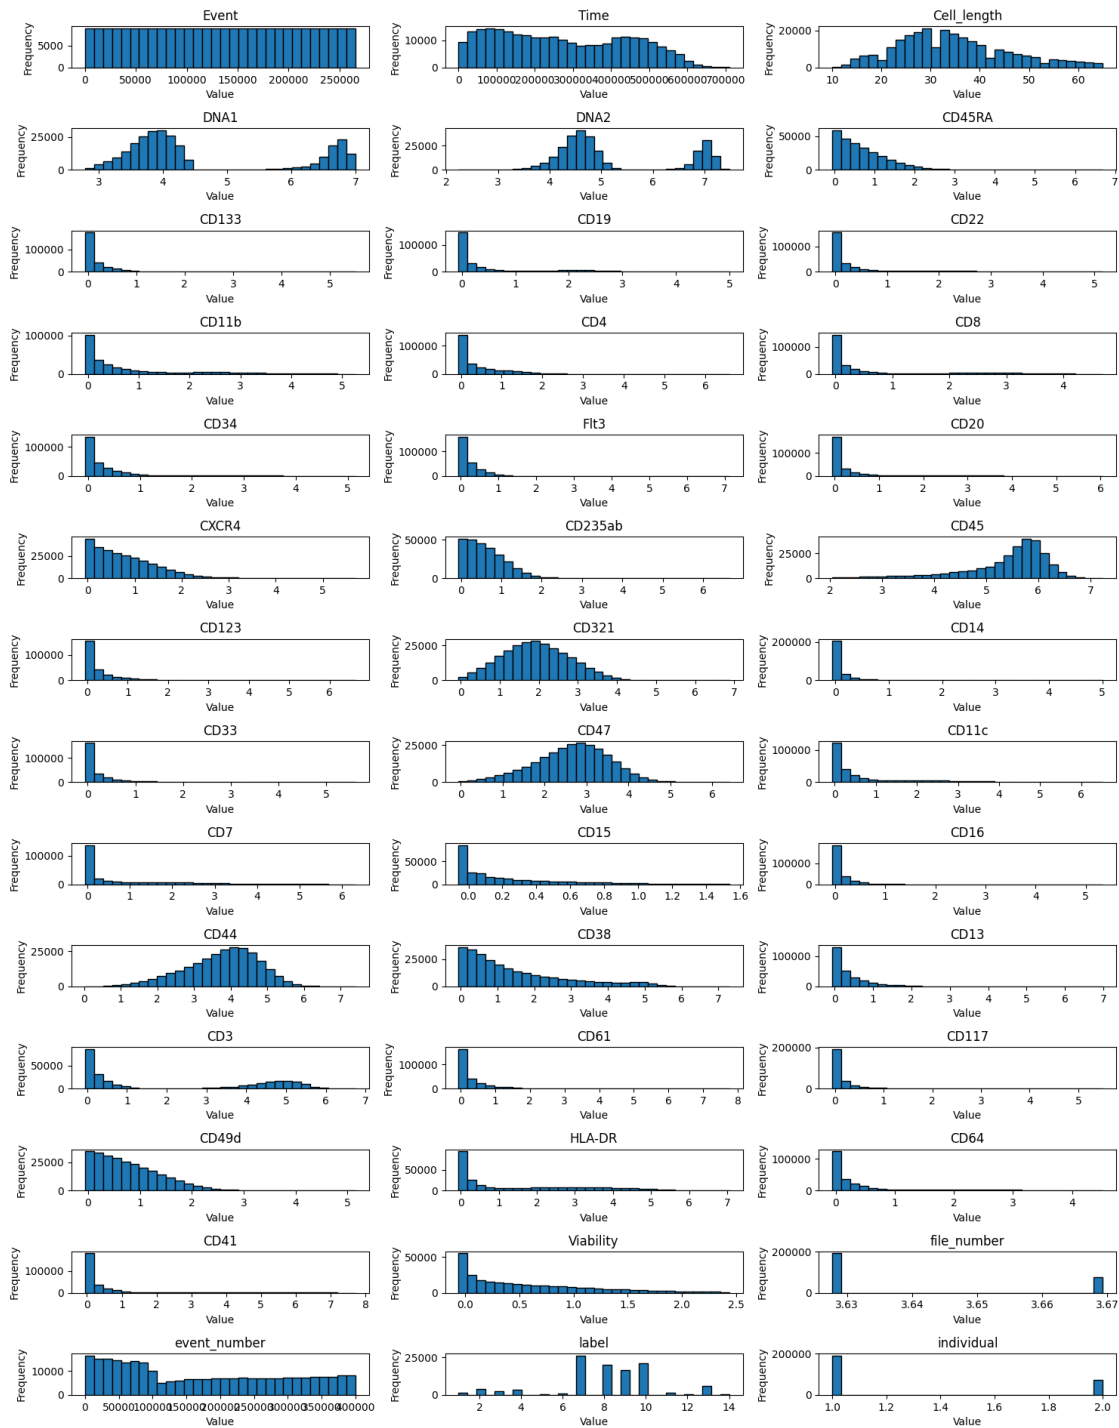 Event Time Cell_length
Frequency 5000 0
0 50000 100000 150000 200000 250000
Value
Frequency 10000 0
0 100000 200000 300000 400000 500000 600000 700000
Value
Frequency 20000 0
10 20 30 40 50 60
Value
DNA1 DNA2 CD45RA
Frequency 25000 0
3 4 5 6 7
Value
Frequency 25000 0
2 3 4 5 6 7
Value
Frequency 50000 0
0 1 2 3 4 5 6 7
Value
CD133 CD19 CD22
Frequency 100000 0
0 1 2 3 4 5
Value
Frequency 100000 0
0 1 2 3 4 5
Value
Frequency 100000 0
0 1 2 3 4 5
Value
CD11b CD4 CD8
Frequency 100000 0
0 1 2 3 4 5
Value
Frequency 100000 0
0 1 2 3 4 5 6
Value
Frequency 100000 0
0 1 2 3 4
Value
CD34 Flt3 CD20
Frequency 100000 0
0 1 2 3 4 5
Value
Frequency 100000 0
0 1 2 3 4 5 6 7
Value
Frequency 100000 0
0 1 2 3 4 5 6
Value
CXCR4 CD235ab CD45
Frequency 25000 0
0 1 2 3 4 5
Value
Frequency 50000 0
0 1 2 3 4 5 6
Value
Frequency 25000 0
2 3 4 5 6 7
Value
CD123 CD321 CD14
Frequency 100000 0
0 1 2 3 4 5 6
Value
Frequency 25000 0
0 1 2 3 4 5 6 7
Value
Frequency 200000 0
0 1 2 3 4 5
Value
CD33 CD47 CD11c
Frequency 100000 0
0 1 2 3 4 5
Value
Frequency 25000 0
0 1 2 3 4 5 6
Value
Frequency 100000 0
0 1 2 3 4 5 6
Value
CD7 CD15 CD16
Frequency 100000 0
0 1 2 3 4 5 6
Value
Frequency 50000 0
0.0 0.2 0.4 0.6 0.8 1.0 1.2 1.4 1.6
Value
Frequency 100000 0
0 1 2 3 4 5
Value
CD44 CD38 CD13
Frequency 25000 0
0 1 2 3 4 5 6 7
Value
Frequency 25000 0
0 1 2 3 4 5 6 7
Value
Frequency 100000 0
0 1 2 3 4 5 6 7
Value
CD3 CD61 CD117
Frequency 50000 0
0 1 2 3 4 5 6 7
Value
Frequency 100000 0
0 1 2 3 4 5 6 7 8
Value
Frequency 200000 0
0 1 2 3 4 5
Value
CD49d HLA-DR CD64
Frequency 25000 0
0 1 2 3 4 5
Value
Frequency 50000 0
0 1 2 3 4 5 6 7
Value
Frequency 100000 0
0 1 2 3 4
Value
CD41 Viability file_number
Frequency 100000 0
0 1 2 3 4 5 6 7 8
Value
Frequency 50000 0
0.0 0.5 1.0 1.5 2.0 2.5
Value
Frequency 200000 0
3.63 3.64 3.65 3.66 3.67
Value
event_number label individual
Frequency 10000 0
0 50000 100000 150000 200000 250000 300000 350000 400000
Value
Frequency 25000 0
2 4 6 8 10 12 14
Value
Frequency 200000 0
1.0 1.2 1.4 1.6 1.8 2.0
Value